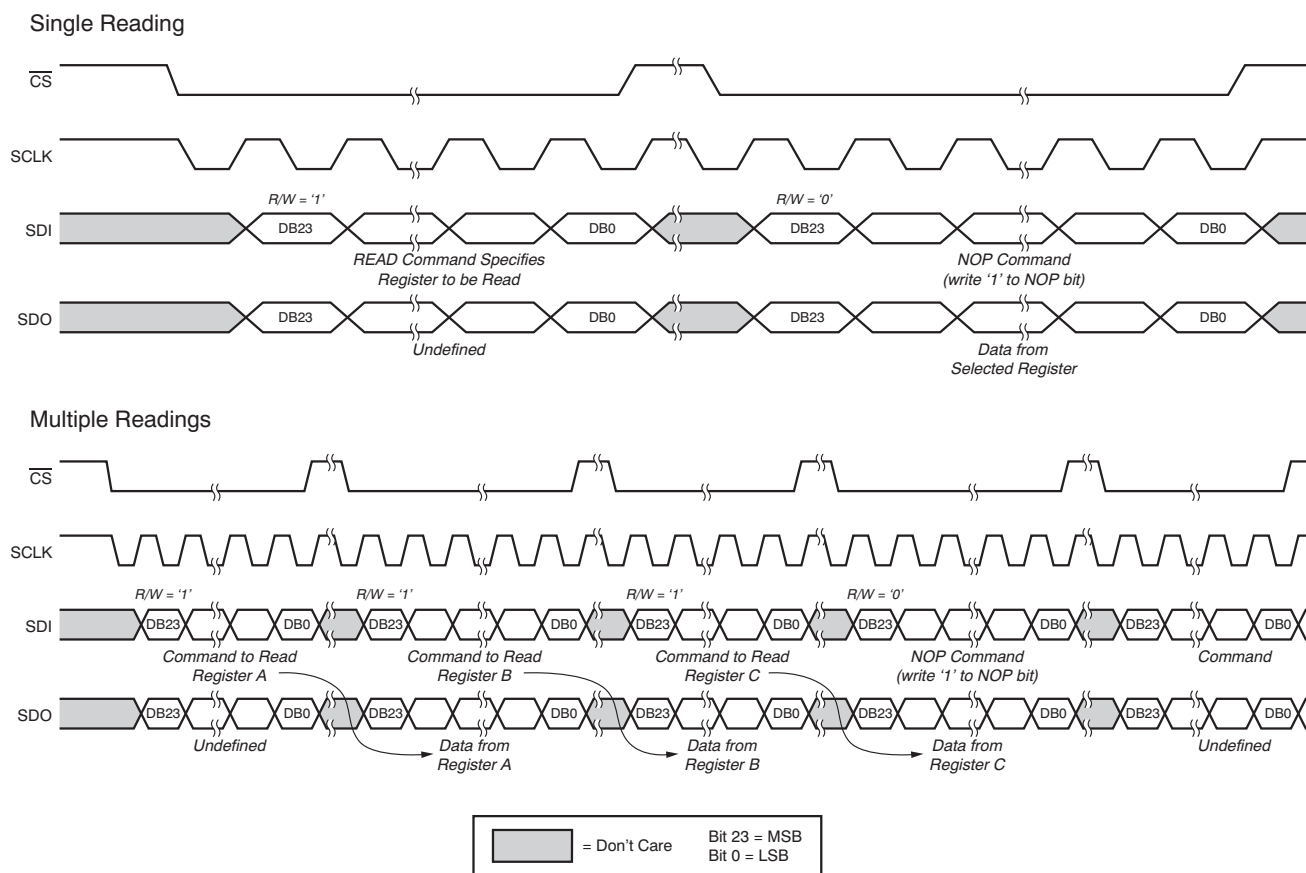 Single Reading
CS
SCLK
R/W = ‘1’ R/W = ‘0’
SDI DB23 DB0 DB23 DB0
READ Command Specifies NOP Command
Register to be Read (write ‘1’ to NOP bit)
SDO DB23 DB0 DB23 DB0
Undefined Data from
Selected Register
Multiple Readings
CS
SCLK
R/W = ‘1’ R/W = ‘1’ R/W = ‘1’ R/W = ‘0’
SDI DB23 DB0 DB23 DB0 DB23 DB0 DB23 DB0 DB23 DB0
Command to Read Command to Read Command to Read NOP Command Command
Register A Register B Register C (write ‘1’ to NOP bit)
SDO DB23 DB0 DB23 DB0 DB23 DB0 DB23 DB0 DB23 DB0
Undefined Data from Data from Data from Undefined
Register A Register B Register C
= Don't Care Bit 23 = MSB
Bit 0 = LSB